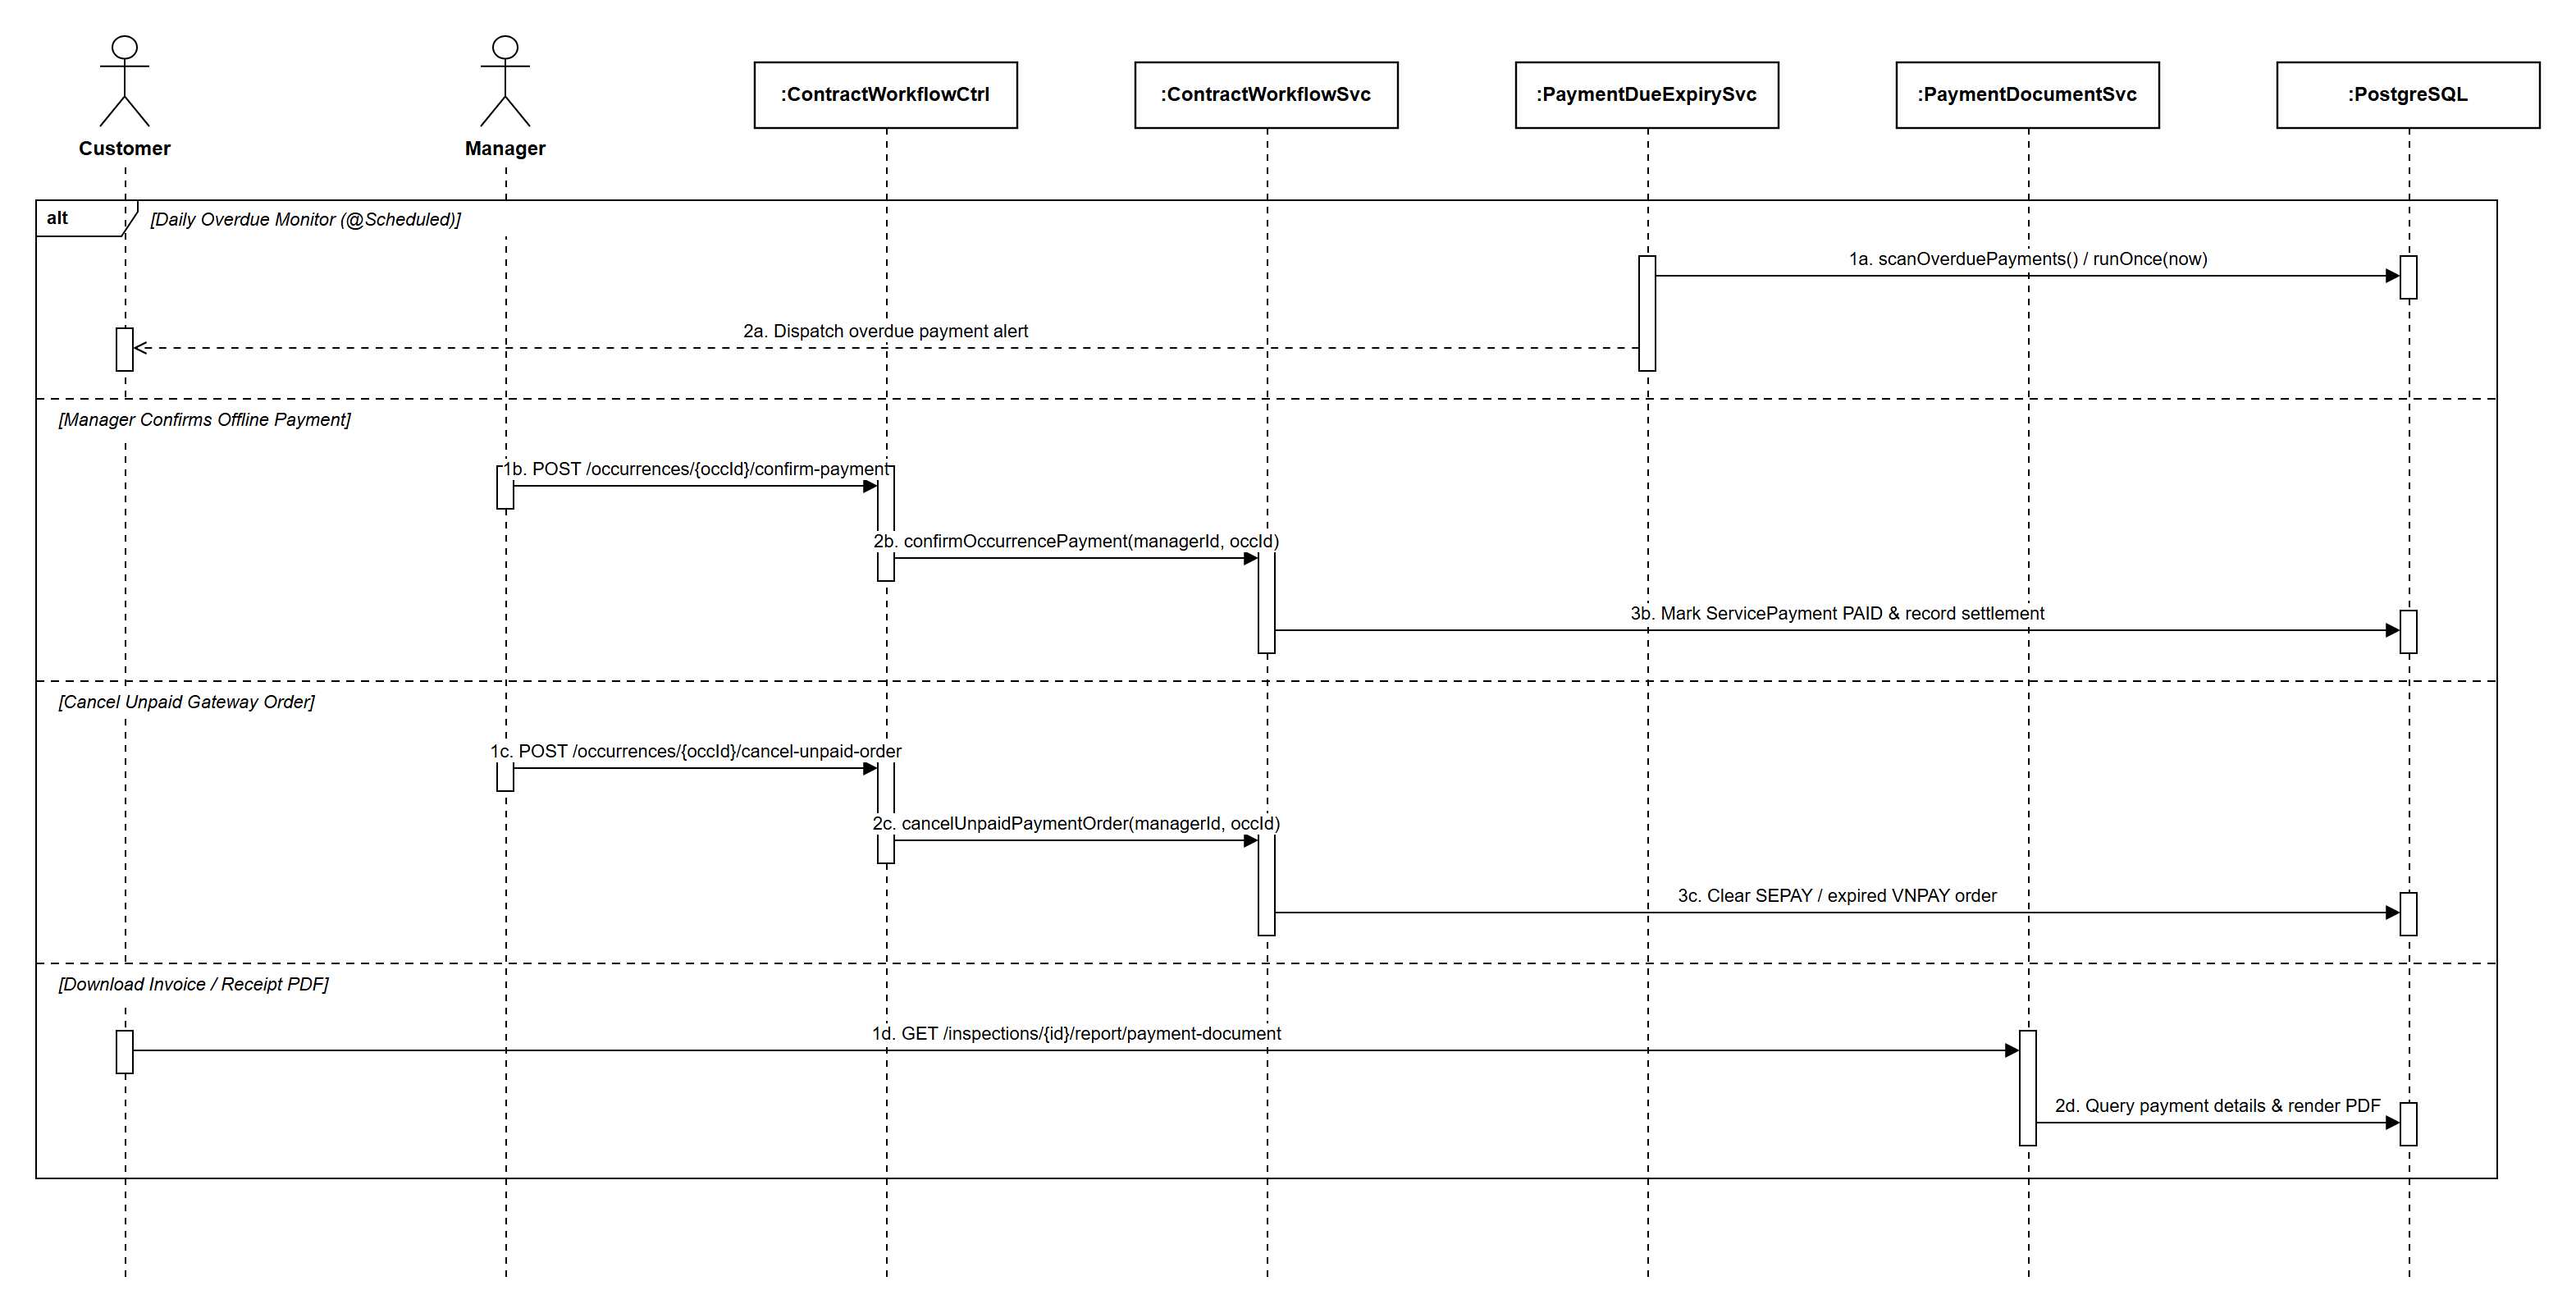 Customer
Manager
:ContractWorkflowCtrl
:ContractWorkflowSvc
:PaymentDueExpirySvc
:PaymentDocumentSvc
:PostgreSQL
alt
[Daily Overdue Monitor (@Scheduled)]
1a. scanOverduePayments() / runOnce(now)
2a. Dispatch overdue payment alert
[Manager Confirms Offline Payment]
1b. POST /occurrences/{occId}/confirm-payment
2b. confirmOccurrencePayment(managerId, occId)
3b. Mark ServicePayment PAID & record settlement
[Cancel Unpaid Gateway Order]
1c. POST /occurrences/{occId}/cancel-unpaid-order
2c. cancelUnpaidPaymentOrder(managerId, occId)
3c. Clear SEPAY / expired VNPAY order
[Download Invoice / Receipt PDF]
1d. GET /inspections/{id}/report/payment-document
2d. Query payment details & render PDF